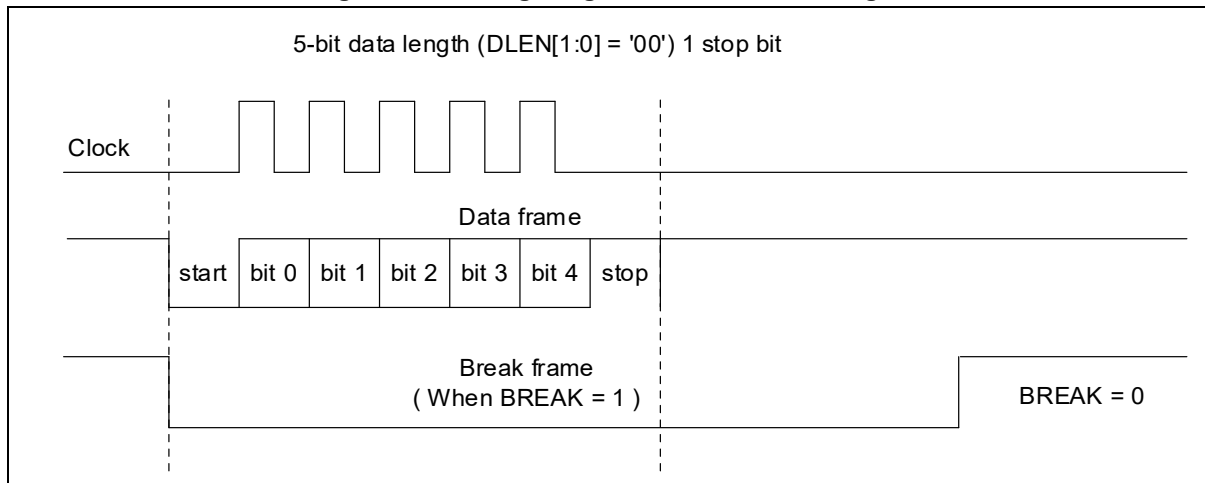 5-bit data length (DLEN[1:0] = '00') 1 stop bit
Clock
Data frame
start bit 0 bit 1 bit 2 bit 3 bit 4 stop
Break frame
( When BREAK = 1 )
BREAK = 0